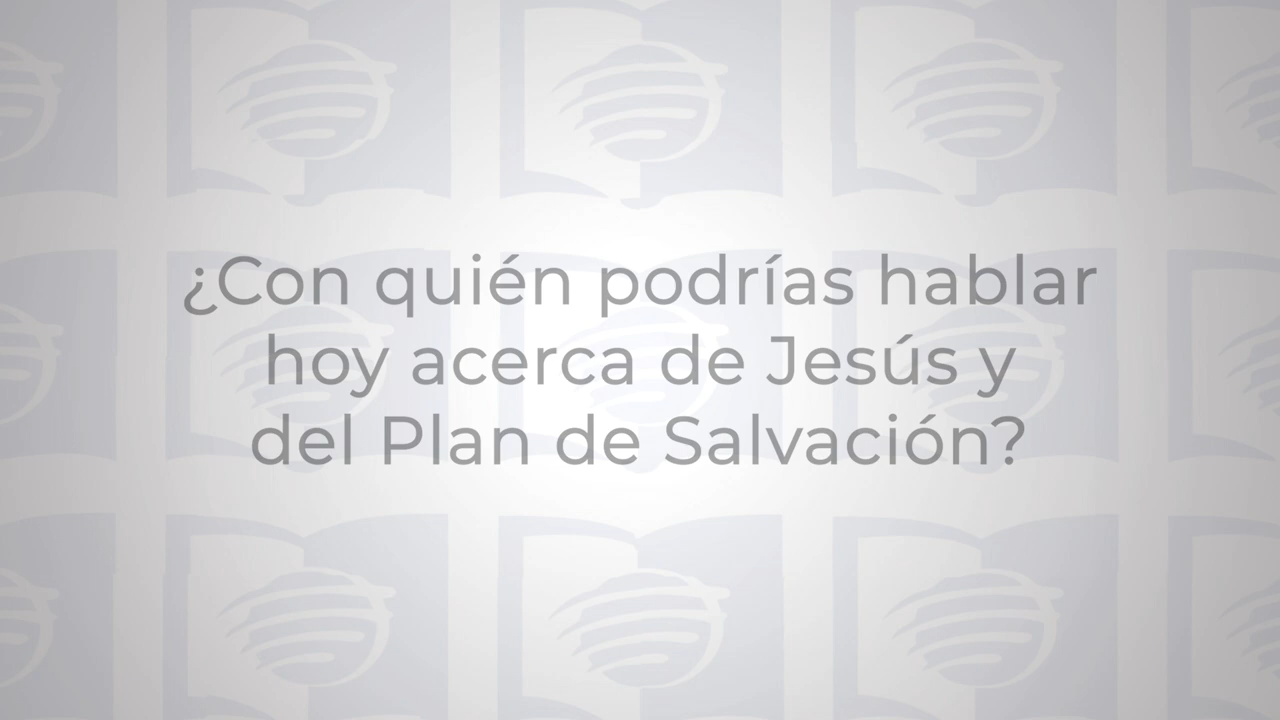 ¿Con quién podrías hablar
hoy acerca de Jesús y
del Plan de Salvación?